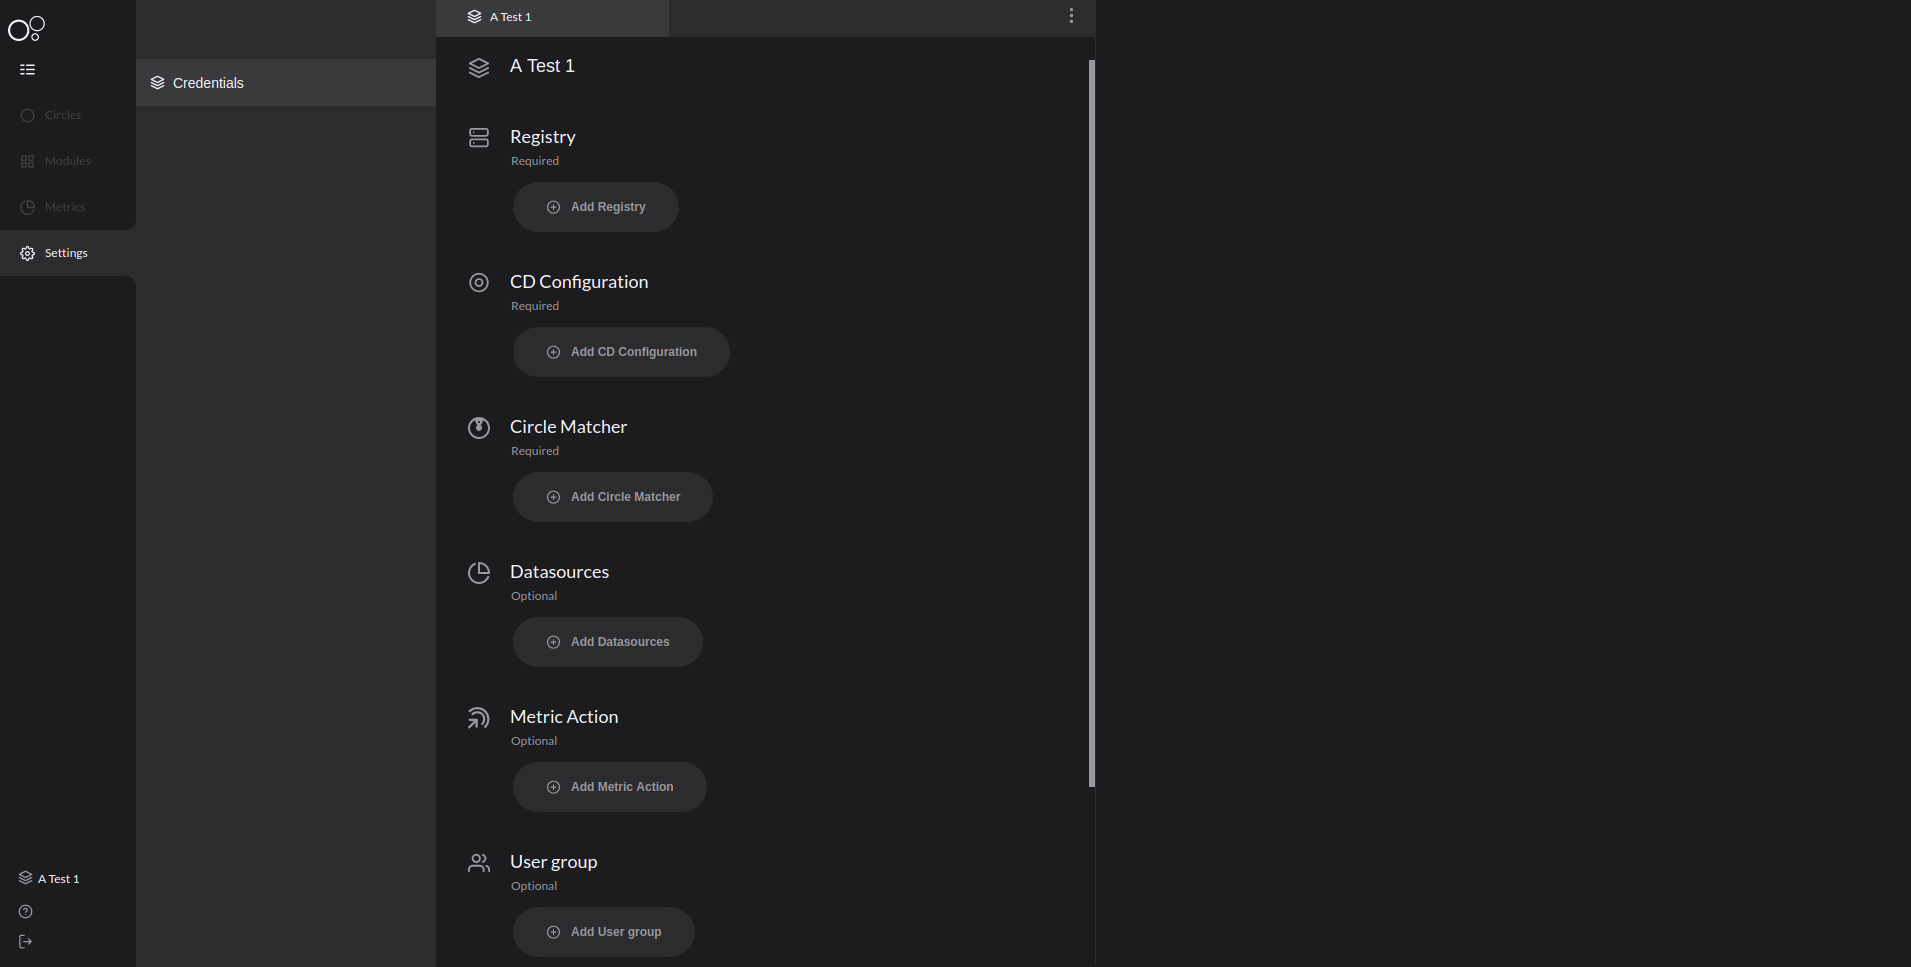 Circles
Modules
Metrics
Settings
A Test 1
Credentials
A Test 1
A Test 1
Registry
Required
Add Registry
CD Configuration
Required
Add CD Configuration
Circle Matcher
Required
Add Circle Matcher
Datasources
Optional
Add Datasources
Metric Action
Optional
Add Metric Action
User group
Optional
Add User group